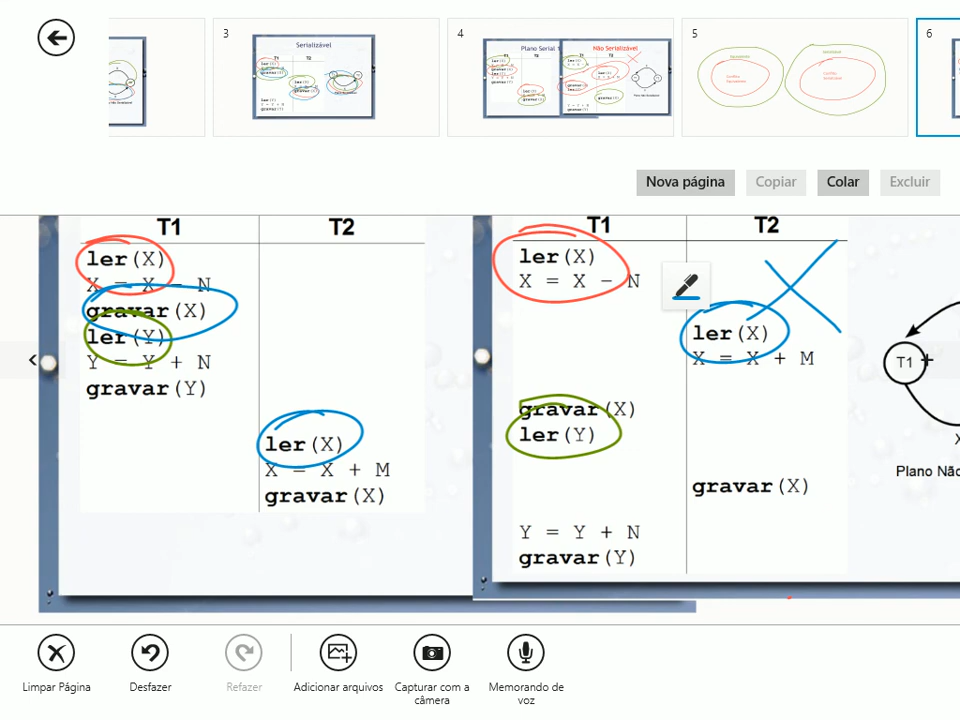 3
Serializável
4
Plano Serial 1
Não Serializável
5
6
Nova página
Copiar
Colar
Excluir
T1
T2
ler(X)
X = X - N
gravar(X)
ler(Y)
Y = Y + N
gravar(Y)
ler(X)
X = X + M
gravar(X)
T1
T2
ler(X)
X = X - N
ler(X)
X = X + M
gravar(X)
ler(Y)
gravar(X)
Y = Y + N
gravar(Y)
T1
X
Plano Não
Limpar Página
Desfazer
Refazer
Adicionar arquivos
Capturar com a
câmera
Memorando de
voz